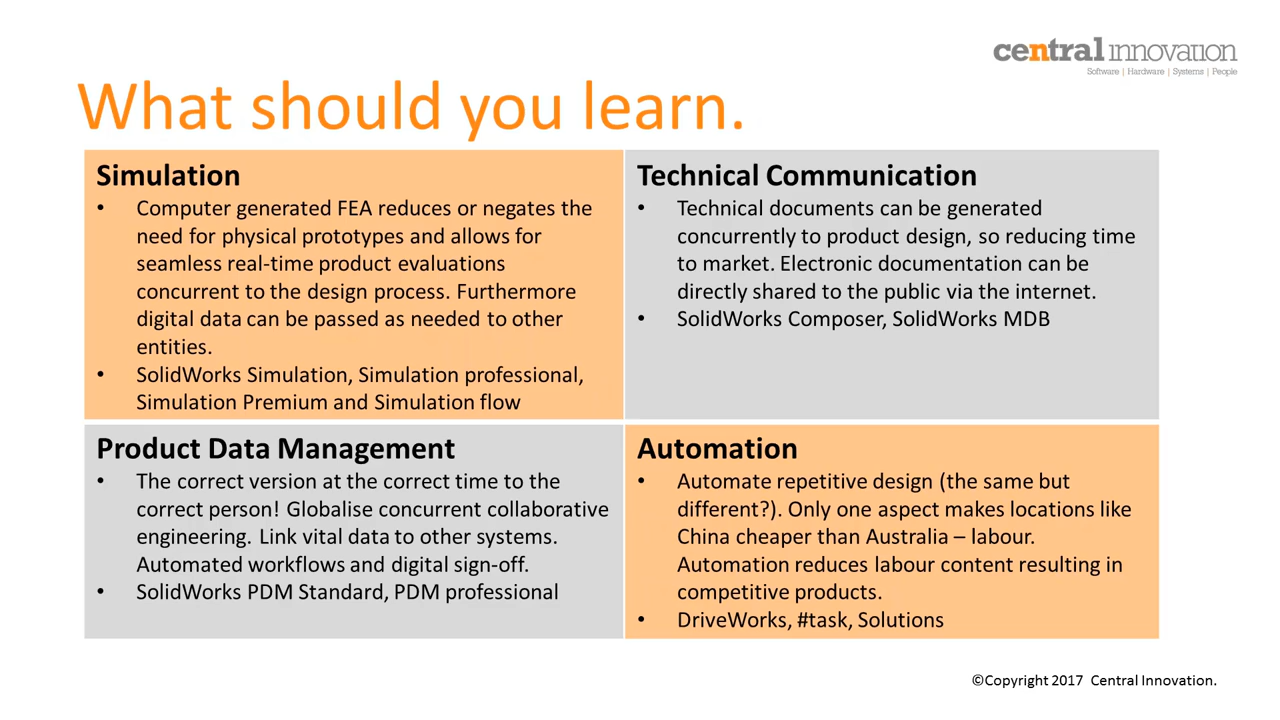 central innovation
Software | Hardware | Systems | People
What should you learn.
Simulation
• Computer generated FEA reduces or negates the
need for physical prototypes and allows for
seamless real-time product evaluations
concurrent to the design process. Furthermore
digital data can be passed as needed to other
entities.
• SolidWorks Simulation, Simulation professional,
Simulation Premium and Simulation flow
Technical Communication
• Technical documents can be generated
concurrently to product design, so reducing time
to market. Electronic documentation can be
directly shared to the public via the internet.
• SolidWorks Composer, SolidWorks MDB
Product Data Management
• The correct version at the correct time to the
correct person! Globalise concurrent collaborative
engineering. Link vital data to other systems.
Automated workflows and digital sign-off.
• SolidWorks PDM Standard, PDM professional
Automation
• Automate repetitive design (the same but
different?). Only one aspect makes locations like
China cheaper than Australia – labour.
Automation reduces labour content resulting in
competitive products.
• DriveWorks, #task, Solutions
©Copyright 2017 Central Innovation.